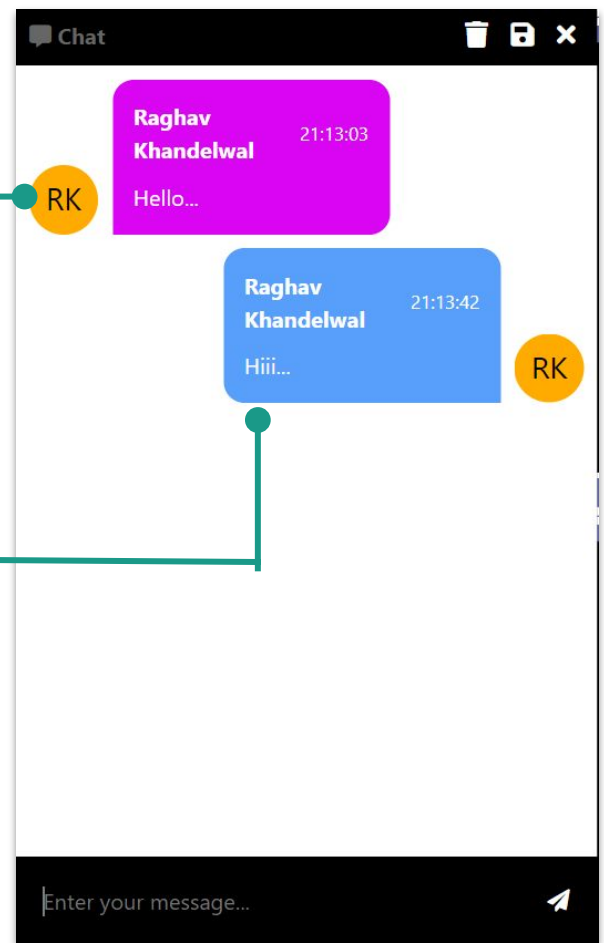 Chat
Raghav
Khandelwal
21:13:03
RK
Hello...
Raghav
Khandelwal
21:13:42
Hiii...
RK
Enter your message...